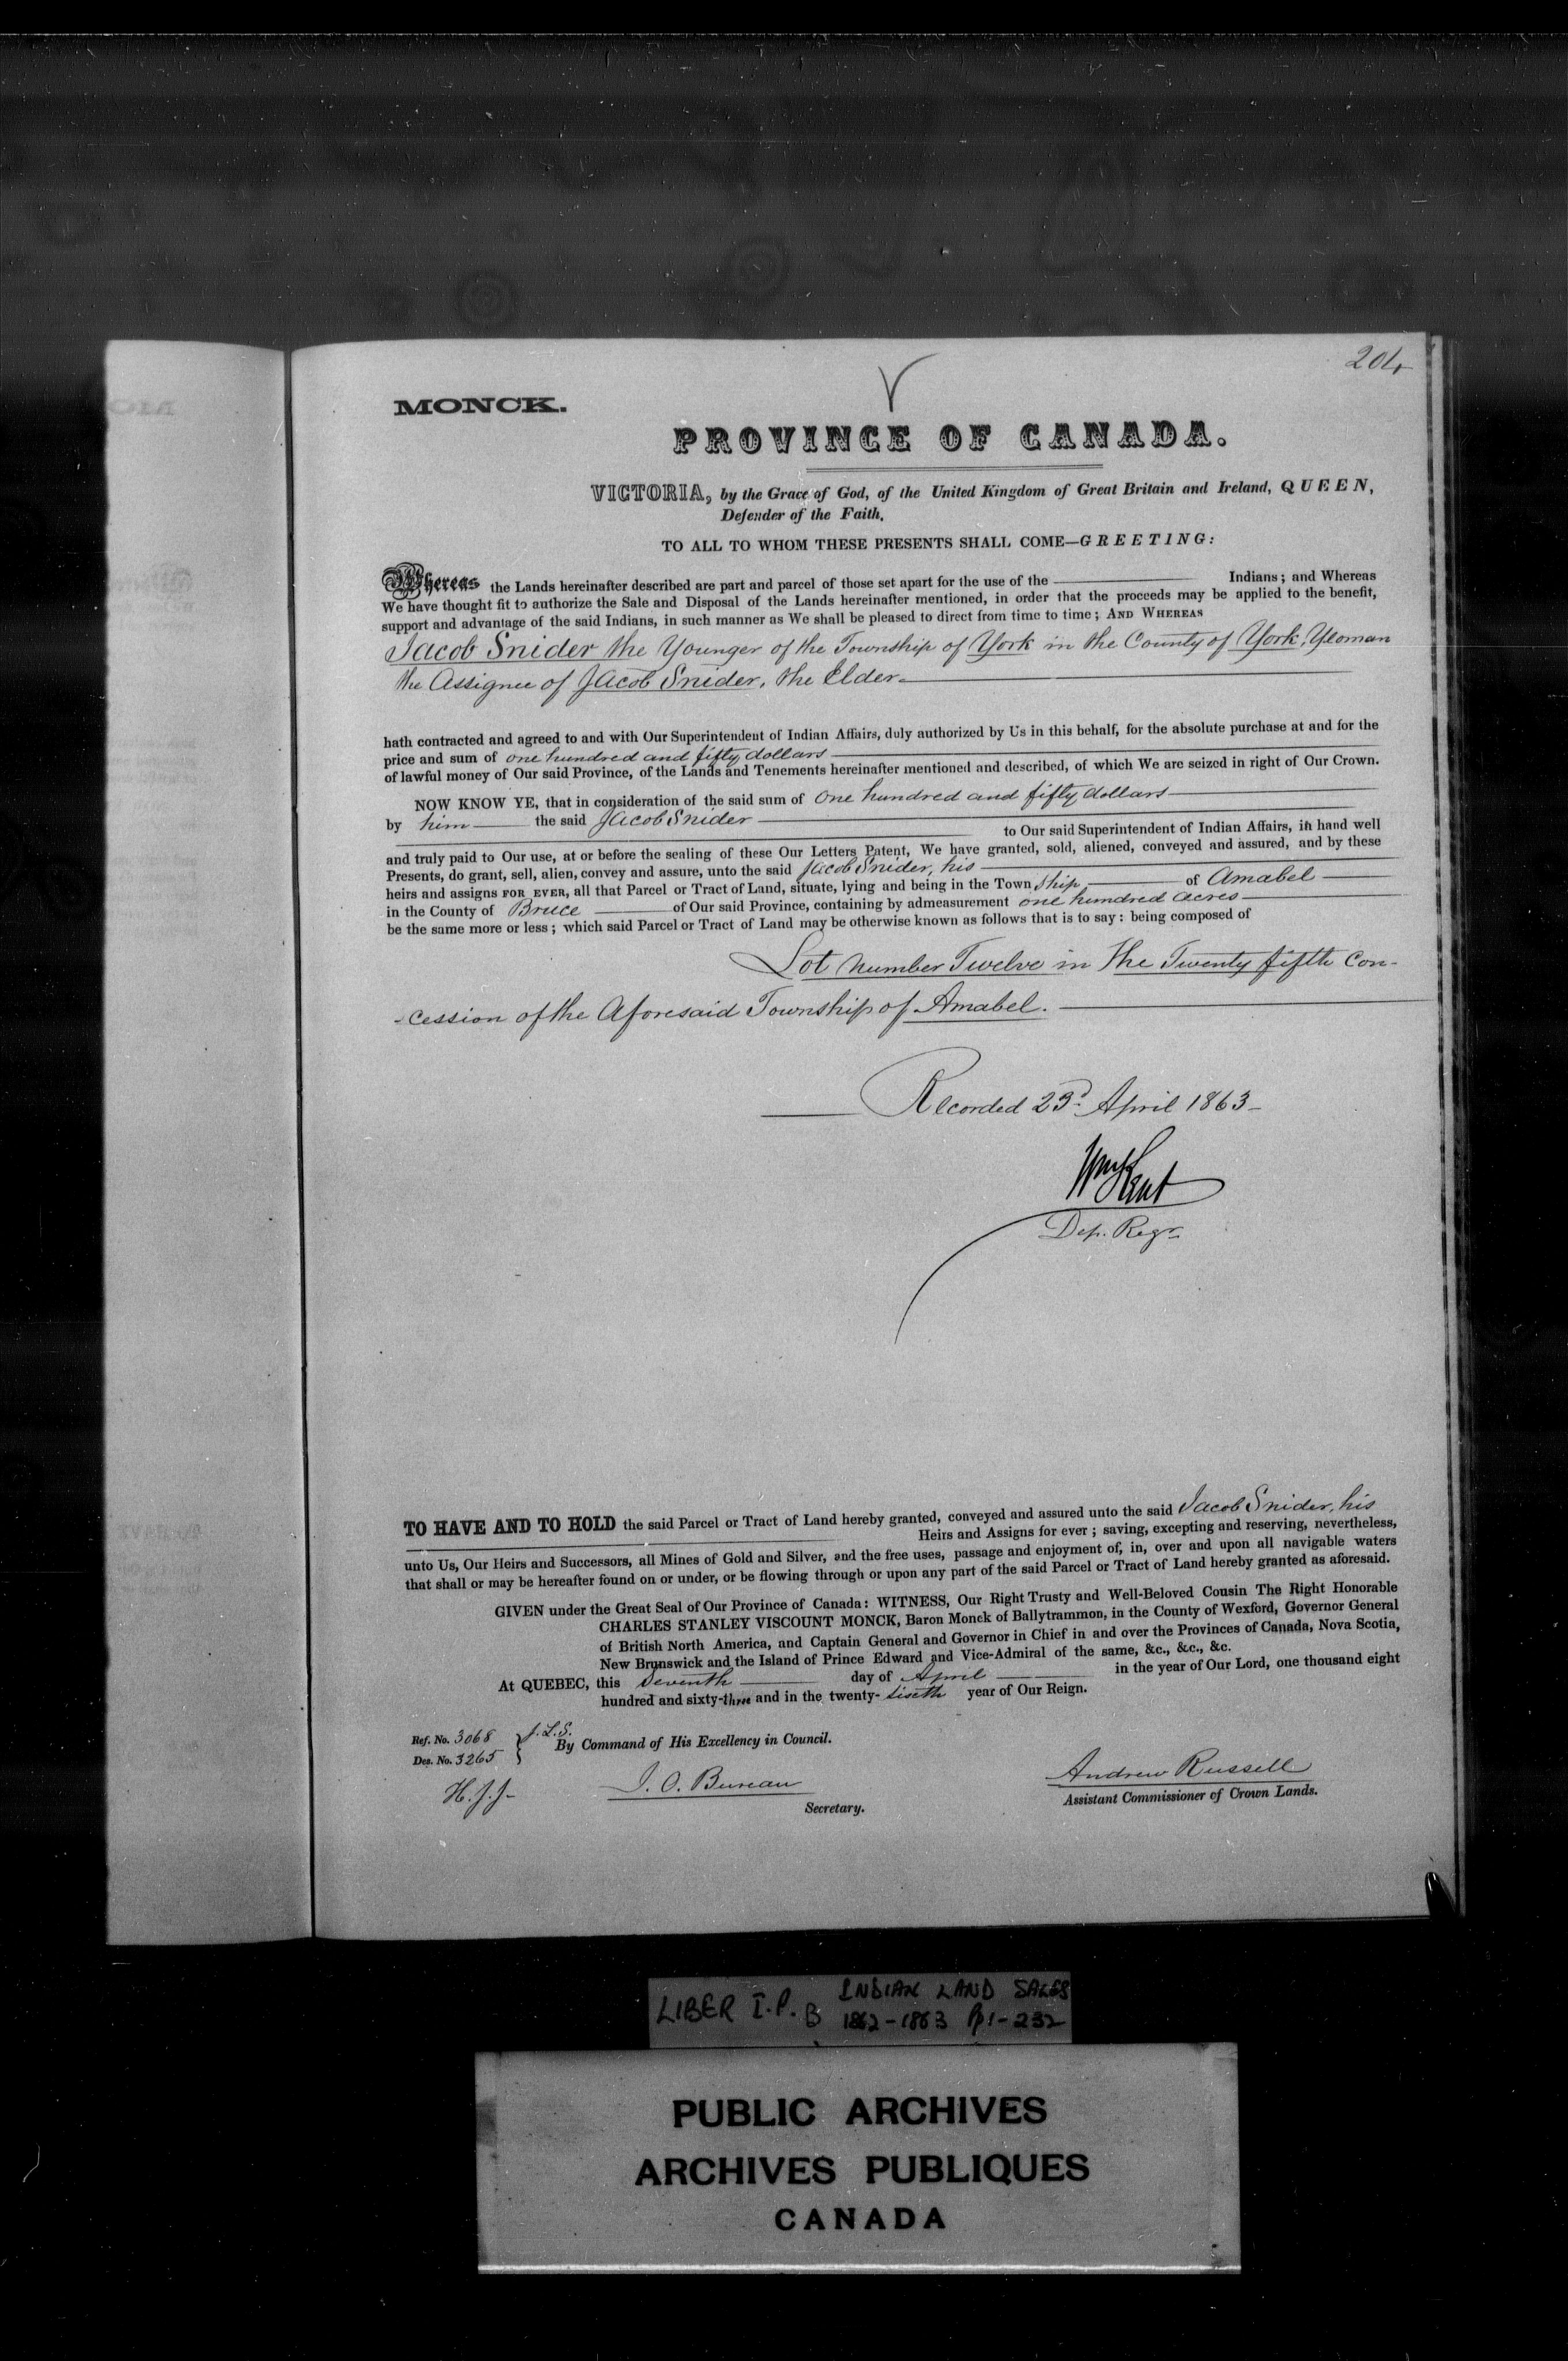 204
MONCK.
PROVINCE OF CANADA.
VICTORIA, by the Grace of God, of the United Kingdom of Great Britain and Ireland, QUEEN,
Defender of the Faith,
TO ALL TO WHOM THESE PRESENTS SHALL COME—GREETING:
Whereas the Lands hereinafter described are part and parcel of those set apart for the use of the ——— Indians; and Whereas
We have thought fit to authorize the Sale and Disposal of the Lands hereinafter mentioned, in order that the proceeds may be applied to the benefit,
support and advantage of the said Indians, in such manner as We shall be pleased to direct from time to time; AND WHEREAS
Jacob Snider the Younger of the Township of York in the County of York, Yeoman
the Assignee of Jacob Snider, the Elder
hath contracted and agreed to and with Our Superintendent of Indian Affairs, duly authorized by Us in this behalf, for the absolute purchase at and for the
price and sum of one hundred and fifty dollars
of lawful money of Our said Province, of the Lands and Tenements hereinafter mentioned and described, of which We are seized in right of Our Crown.
NOW KNOW YE, that in consideration of the said sum of one hundred and fifty dollars
by him the said Jacob Snider
to Our said Superintendent of Indian Affairs, in hand well
and truly paid to Our use, at or before the sealing of these Our Letters Patent, We have granted, sold, aliened, conveyed and assured, and by these
Presents, do grant, sell, alien, convey and assure, unto the said Jacob Snider, his
heirs and assigns FOR EVER, all that Parcel or Tract of Land, situate, lying and being in the Town ship of Amabel
in the County of Bruce of Our said Province, containing by admeasurement one hundred acres
be the same more or less; which said Parcel or Tract of Land may be otherwise known as follows that is to say: being composed of
Lot number Twelve in the Twenty fifth Con-
-cession of the Aforesaid Township of Amabel.
Recorded 23d April 1863
Wm Kent
Dep. Regr
TO HAVE AND TO HOLD the said Parcel or Tract of Land hereby granted, conveyed and assured unto the said Jacob Snider, his
Heirs and Assigns for ever; saving, excepting and reserving, nevertheless,
unto Us, Our Heirs and Successors, all Mines of Gold and Silver, and the free uses, passage and enjoyment of, in, over and upon all navigable waters
that shall or may be hereafter found on or under, or be flowing through or upon any part of the said Parcel or Tract of Land hereby granted as aforesaid.
GIVEN under the Great Seal of Our Province of Canada: WITNESS, Our Right Trusty and Well-Beloved Cousin The Right Honorable
CHARLES STANLEY VISCOUNT MONCK, Baron Monck of Ballytrammon, in the County of Wexford, Governor General
of British North America, and Captain General and Governor in Chief in and over the Provinces of Canada, Nova Scotia,
New Brunswick and the Island of Prince Edward and Vice-Admiral of the same, &c., &c., &c.
At QUEBEC, this Seventh day of April in the year of Our Lord, one thousand eight
hundred and sixty-three and in the twenty-sixth year of Our Reign.
Ref. No. 3068 J.L.S.
By Command of His Excellency in Council.
Des. No. 3265
H.J.J.
J. O. Bureau
Secretary.
Andrew Russell
Assistant Commissioner of Crown Lands.
LIBER I.P. B INDIAN LAND SALES
1862-1863 Pp 1-232
PUBLIC ARCHIVES
ARCHIVES PUBLIQUES
CANADA